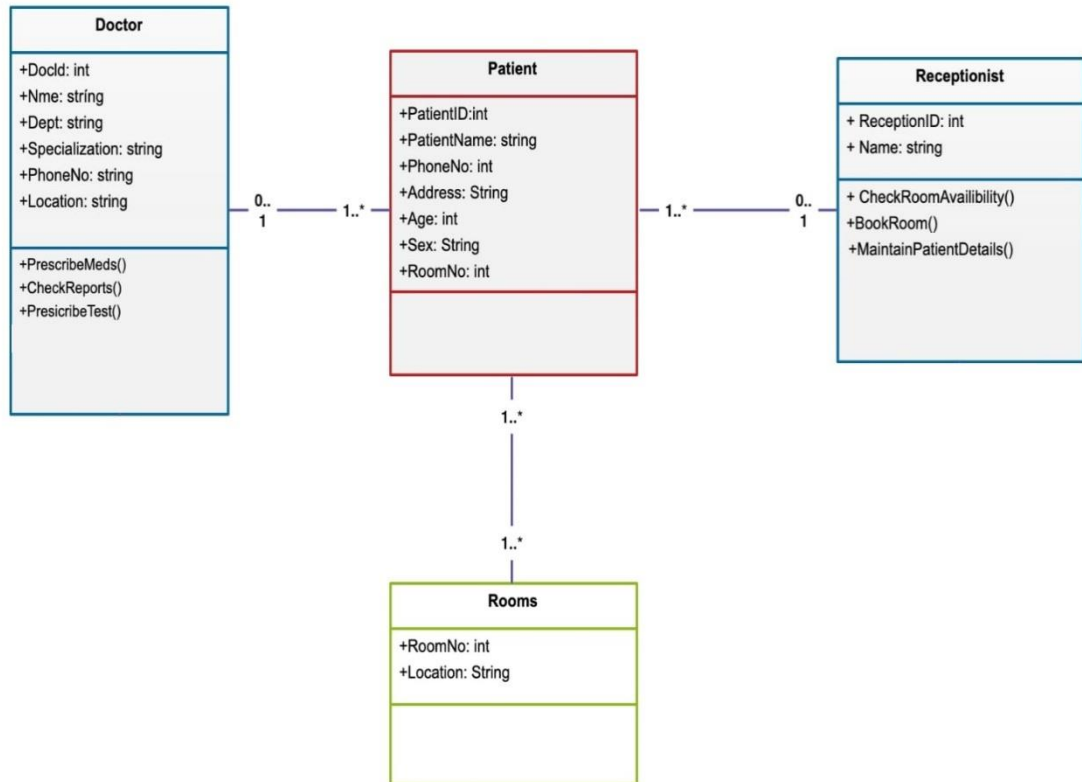 Doctor
+DocId: int
+Nme: stríng
+Dept: string
+Specialization: string
+PhoneNo: string
+Location: string
+PrescribeMeds()
+CheckReports()
+PresicribeTest()
0..
1
1..*
Patient
+PatientID:int
+PatientName: string
+PhoneNo: int
+Address: String
+Age: int
+Sex: String
+RoomNo: int
1..*
0..
1
Receptionist
+ ReceptionID: int
+ Name: string
+ CheckRoomAvailibility()
+BookRoom()
+MaintainPatientDetails()
1..*
1..*
Rooms
+RoomNo: int
+Location: String